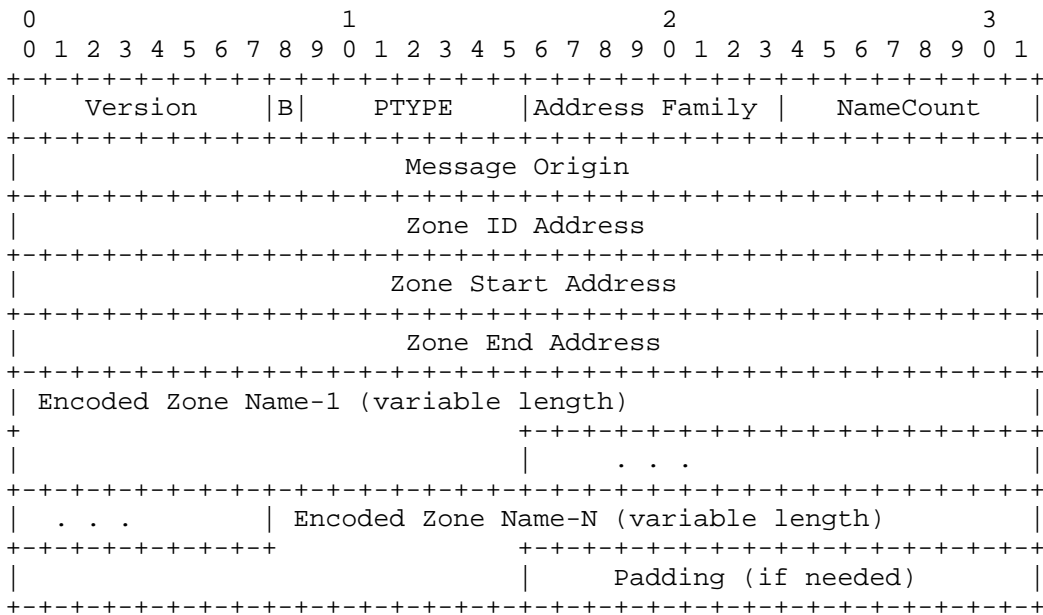 0 1 2 3
0 1 2 3 4 5 6 7 8 9 0 1 2 3 4 5 6 7 8 9 0 1 2 3 4 5 6 7 8 9 0 1
+-+-+-+-+-+-+-+-+-+-+-+-+-+-+-+-+-+-+-+-+-+-+-+-+-+-+-+-+-+-+-+-+
| Version |B| PTYPE |Address Family | NameCount |
+-+-+-+-+-+-+-+-+-+-+-+-+-+-+-+-+-+-+-+-+-+-+-+-+-+-+-+-+-+-+-+-+
| Message Origin |
+-+-+-+-+-+-+-+-+-+-+-+-+-+-+-+-+-+-+-+-+-+-+-+-+-+-+-+-+-+-+-+-+
| Zone ID Address |
+-+-+-+-+-+-+-+-+-+-+-+-+-+-+-+-+-+-+-+-+-+-+-+-+-+-+-+-+-+-+-+-+
| Zone Start Address |
+-+-+-+-+-+-+-+-+-+-+-+-+-+-+-+-+-+-+-+-+-+-+-+-+-+-+-+-+-+-+-+-+
| Zone End Address |
+-+-+-+-+-+-+-+-+-+-+-+-+-+-+-+-+-+-+-+-+-+-+-+-+-+-+-+-+-+-+-+-+
| Encoded Zone Name-1 (variable length) |
+ +-+-+-+-+-+-+-+-+-+-+-+-+-+-+-+-+
| | . . . |
+-+-+-+-+-+-+-+-+-+-+-+-+-+-+-+-+-+-+-+-+-+-+-+-+-+-+-+-+-+-+-+-+
| . . . | Encoded Zone Name-N (variable length) |
+-+-+-+-+-+-+-+-+ +-+-+-+-+-+-+-+-+-+-+-+-+-+-+-+-+
| | Padding (if needed) |
+-+-+-+-+-+-+-+-+-+-+-+-+-+-+-+-+-+-+-+-+-+-+-+-+-+-+-+-+-+-+-+-+